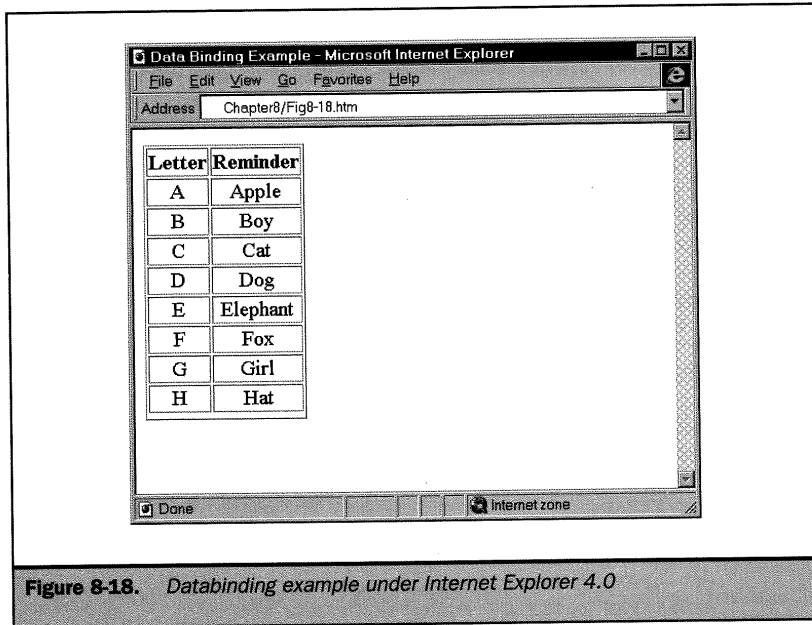 Data Binding Example - Microsoft Internet Explorer
File Edit View Go Favorites Help
Address Chapter8/Fig8-18.htm
Letter Reminder
A Apple
B Boy
C Cat
D Dog
E Elephant
F Fox
G Girl
H Hat
Done Internet zone
Figure 8-18. Databinding example under Internet Explorer 4.0